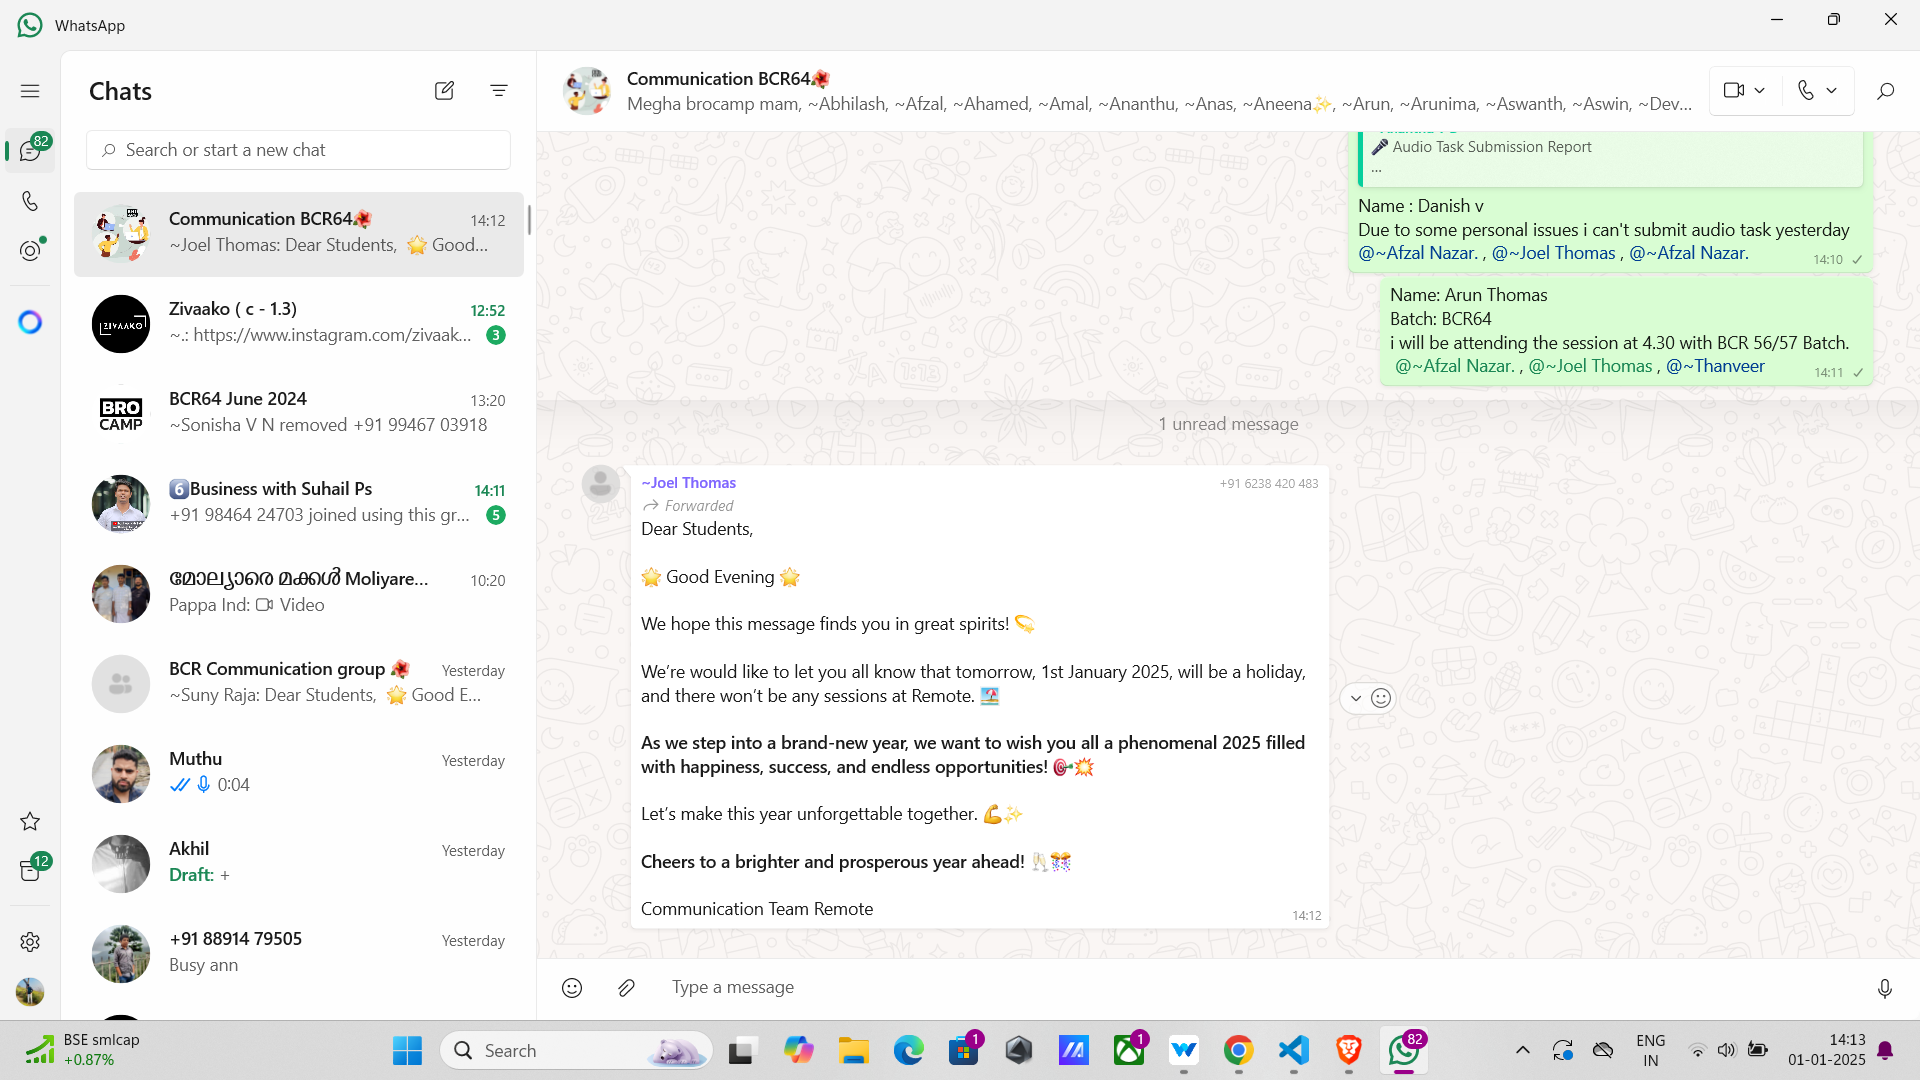 WhatsApp
Chats
82
Search or start a new chat
Communication BCR64🌺
14:12
~Joel Thomas: Dear Students, 🌟 Good...
Zivaako ( c - 1.3)
12:52
~.: https://www.instagram.com/zivaak...
3
BRO
CAMP
BCR64 June 2024
13:20
~Sonisha V N removed +91 99467 03918
6️⃣Business with Suhail Ps
14:11
+91 98464 24703 joined using this gr...
5
മോല്യാരെ മക്കൾ Moliyare...
10:20
Pappa Ind: Video
BCR Communication group 🌺
Yesterday
~Suny Raja: Dear Students, 🌟 Good E...
Muthu
Yesterday
0:04
Akhil
Yesterday
Draft: +
+91 88914 79505
Yesterday
Busy ann
12
Communication BCR64🌺
Megha brocamp mam, ~Abhilash, ~Afzal, ~Ahamed, ~Amal, ~Ananthu, ~Anas, ~Aneena✨, ~Arun, ~Arunima, ~Aswanth, ~Aswin, ~Dev...
🎤 Audio Task Submission Report
...
Name : Danish v
Due to some personal issues i can't submit audio task yesterday
@~Afzal Nazar. , @~Joel Thomas , @~Afzal Nazar.
14:10
Name: Arun Thomas
Batch: BCR64
i will be attending the session at 4.30 with BCR 56/57 Batch.
@~Afzal Nazar. , @~Joel Thomas , @~Thanveer
14:11
1 unread message
~Joel Thomas
+91 6238 420 483
Forwarded
Dear Students,
🌟 Good Evening 🌟
We hope this message finds you in great spirits! 💫
We’re would like to let you all know that tomorrow, 1st January 2025, will be a holiday,
and there won’t be any sessions at Remote. 🏖️
As we step into a brand-new year, we want to wish you all a phenomenal 2025 filled
with happiness, success, and endless opportunities! 🎯💥
Let’s make this year unforgettable together. 💪✨
Cheers to a brighter and prosperous year ahead! 🥂🎊
Communication Team Remote
14:12
Type a message
BSE smlcap
+0.87%
Search
1
1
82
ENG
IN
14:13
01-01-2025